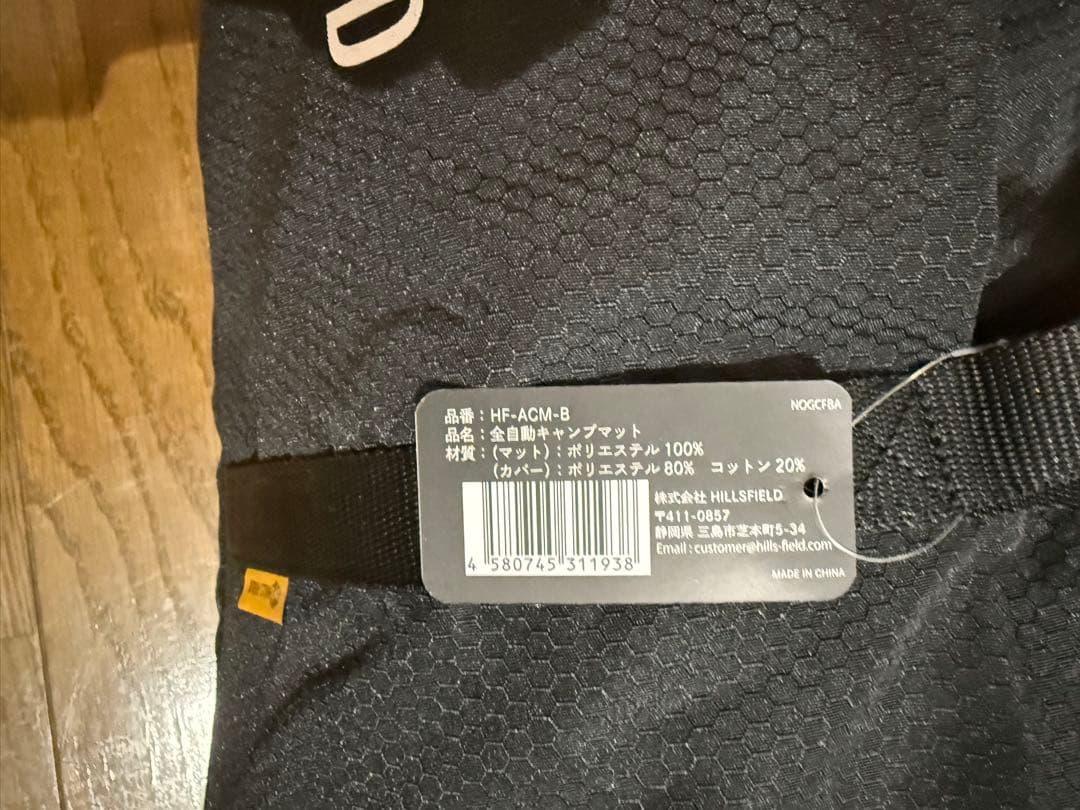 D
品番：HF-ACM-B
NOGCFBA
品名：全自動キャンプマット
材質：(マット)：ポリエステル 100%
(カバー)：ポリエステル 80%　コットン 20%
株式会社 HILLSFIELD
〒411-0857
静岡県 三島市芝本町5-34
Email：customer@hills-field.com
4 580745 311938
MADE IN CHINA